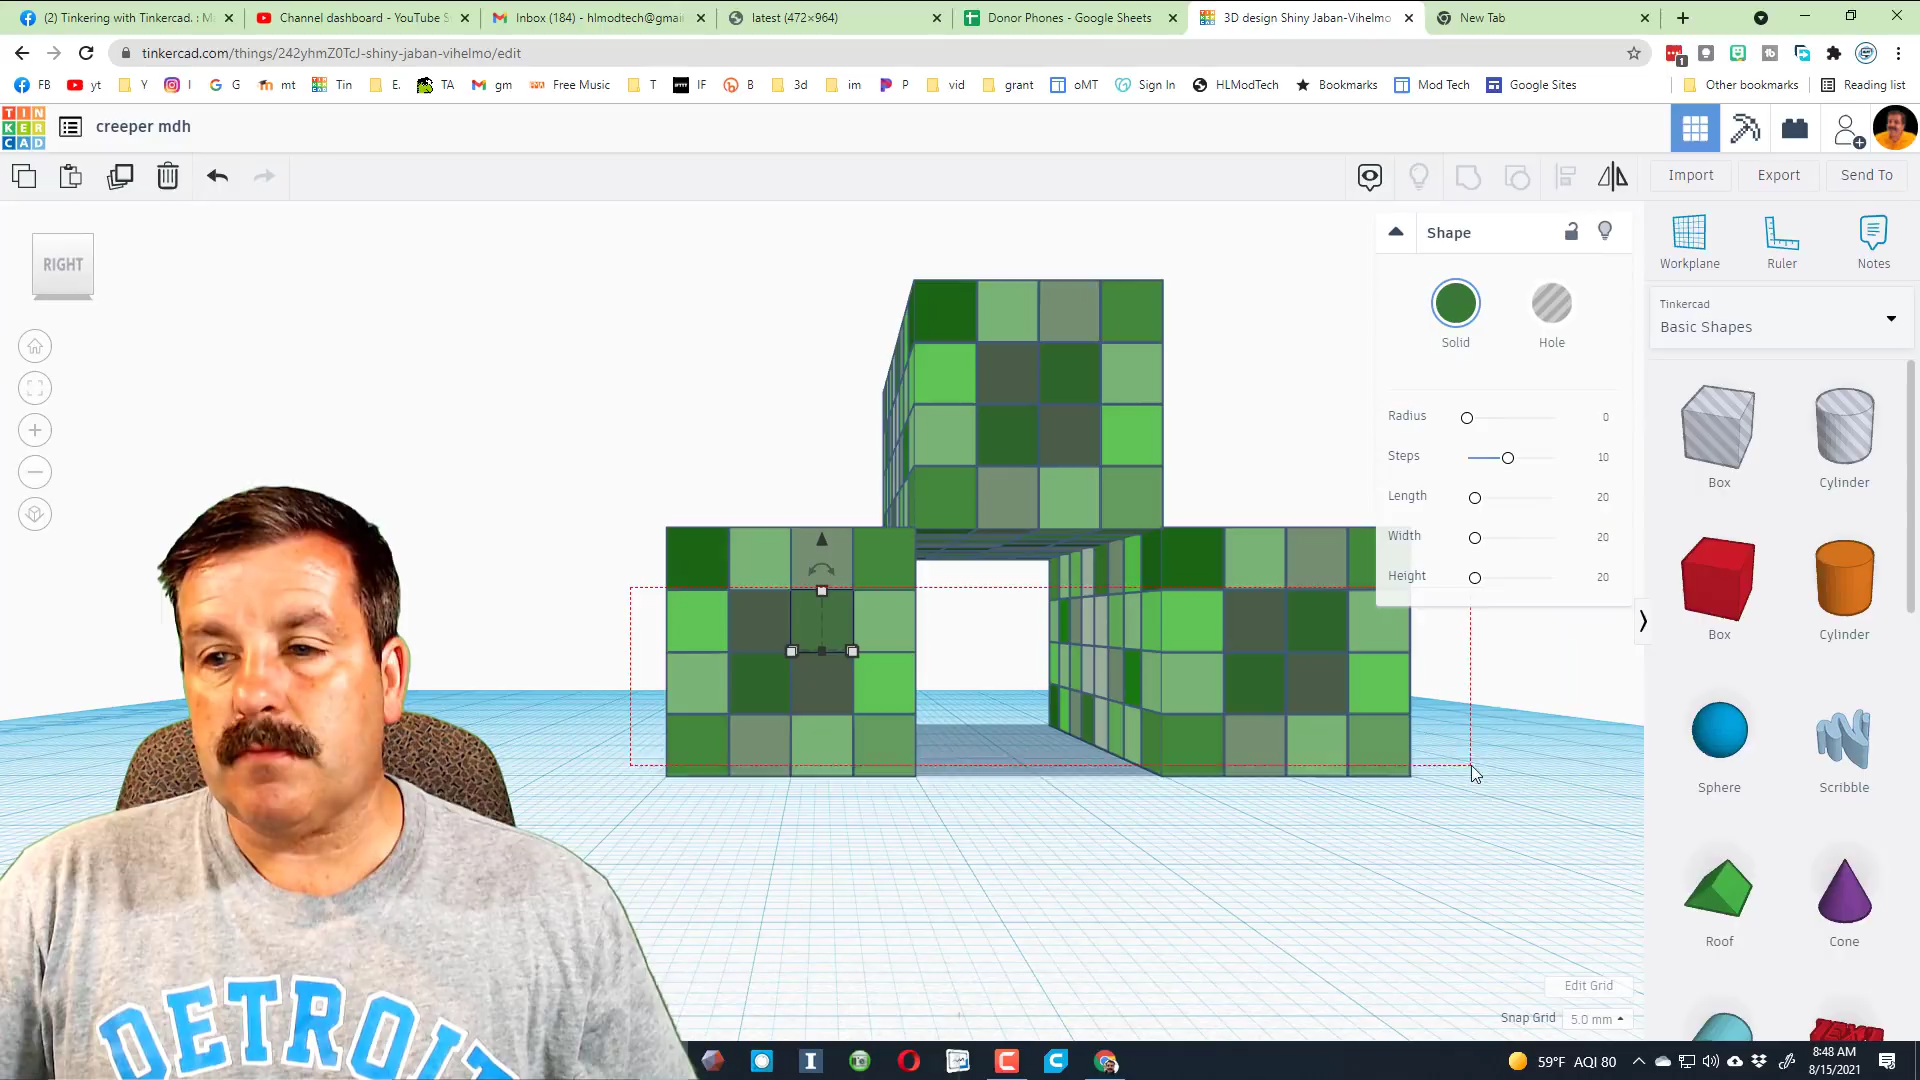 (2) Tinkering with Tinkercad. : M
Channel dashboard - YouTube S
Inbox (184) - hlmodtech@gmai
latest (472×964)
Donor Phones - Google Sheets
3D design Shiny Jaban-Vihelmo
New Tab
tinkercad.com/things/242yhmZ0TcJ-shiny-jaban-vihelmo/edit
FB yt Y I G mt Tin E. TA gm Free Music T IF B 3d im P vid grant oMT Sign In HLModTech Bookmarks Mod Tech Google Sites Other bookmarks Reading list
TIN
KER
CAD
creeper mdh
Import Export Send To
RIGHT
Shape
Solid Hole
Radius 0
Steps 10
Length 20
Width 20
Height 20
Workplane Ruler Notes
Tinkercad
Basic Shapes
Box Cylinder
Box Cylinder
Sphere Scribble
Roof Cone
Edit Grid
Snap Grid 5.0 mm
DETROIT
59°F AQI 80
8:48 AM
8/15/2021